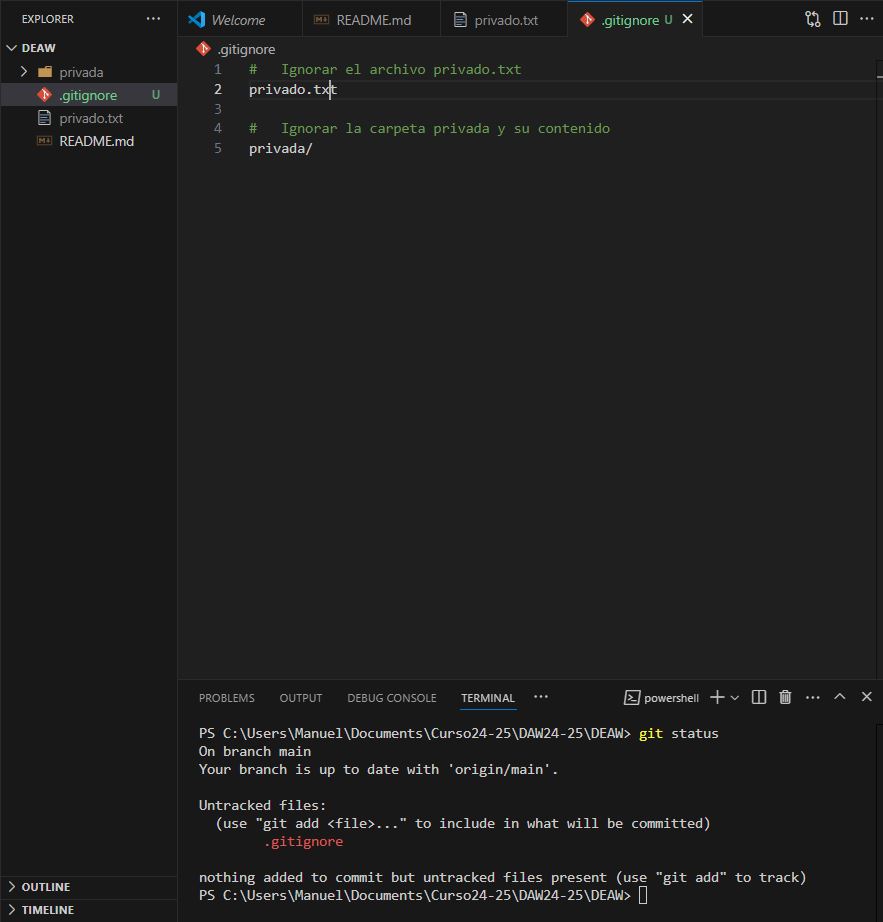 EXPLORER
DEAW
privada
.gitignore U
privado.txt
README.md
OUTLINE
TIMELINE
Welcome README.md privado.txt .gitignore U
.gitignore
1 # Ignorar el archivo privado.txt
2 privado.txt
3
4 # Ignorar la carpeta privada y su contenido
5 privada/
PROBLEMS OUTPUT DEBUG CONSOLE TERMINAL powershell
PS C:\Users\Manuel\Documents\Curso24-25\DAW24-25\DEAW> git status
On branch main
Your branch is up to date with 'origin/main'.
Untracked files:
(use "git add <file>..." to include in what will be committed)
.gitignore
nothing added to commit but untracked files present (use "git add" to track)
PS C:\Users\Manuel\Documents\Curso24-25\DAW24-25\DEAW>